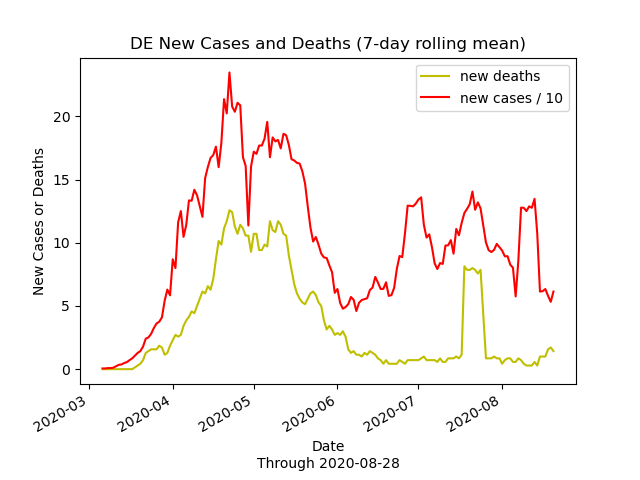 DE New Cases and Deaths (7-day rolling mean)
new deaths
new cases / 10
New Cases or Deaths
20
15
10
5
0
2020-03
2020-04
2020-05
2020-06
2020-07
2020-08
Date
Through 2020-08-28